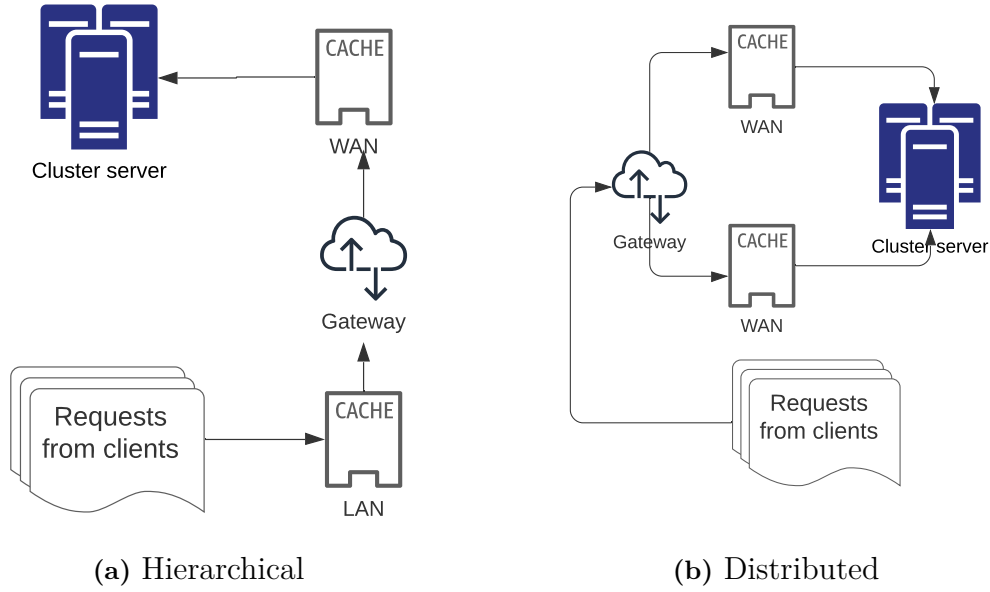 CACHE
WAN
Cluster server
Gateway
Requests
from clients
CACHE
LAN
(a) Hierarchical
CACHE
WAN
Gateway
CACHE
WAN
Cluster server
Requests
from clients
(b) Distributed